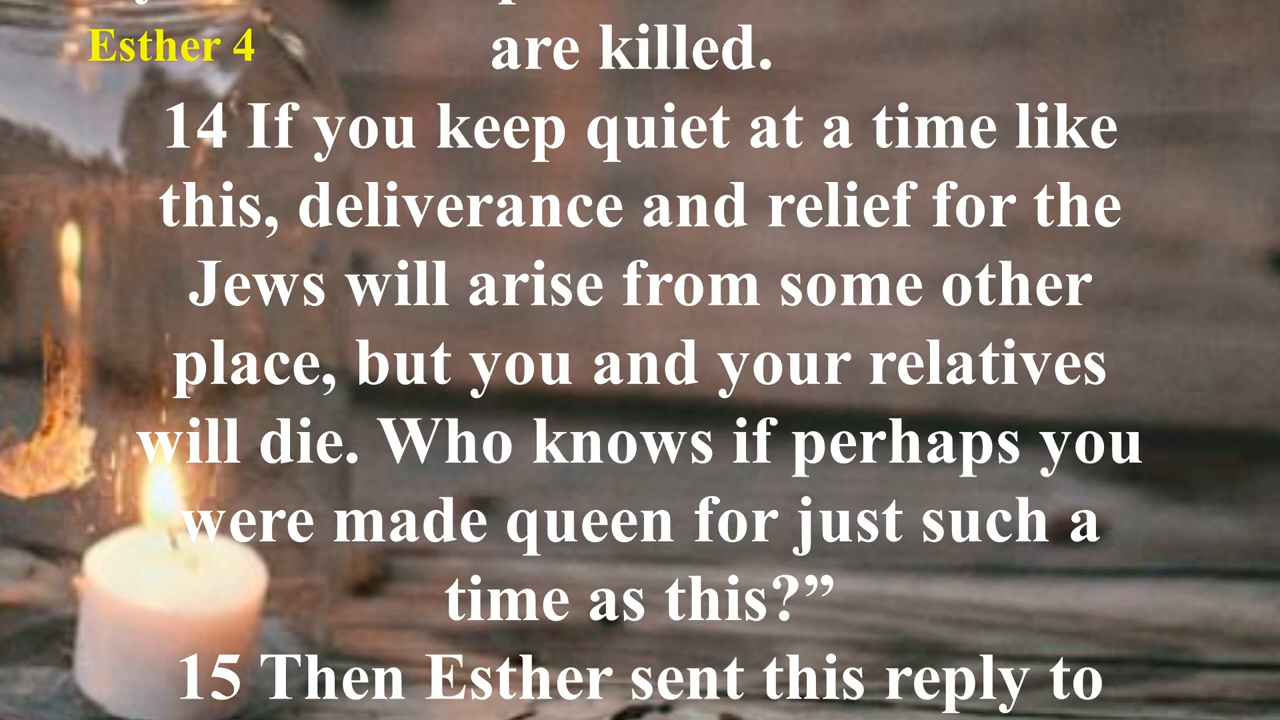 Esther 4
are killed.
14 If you keep quiet at a time like
this, deliverance and relief for the
Jews will arise from some other
place, but you and your relatives
will die. Who knows if perhaps you
were made queen for just such a
time as this?”
15 Then Esther sent this reply to